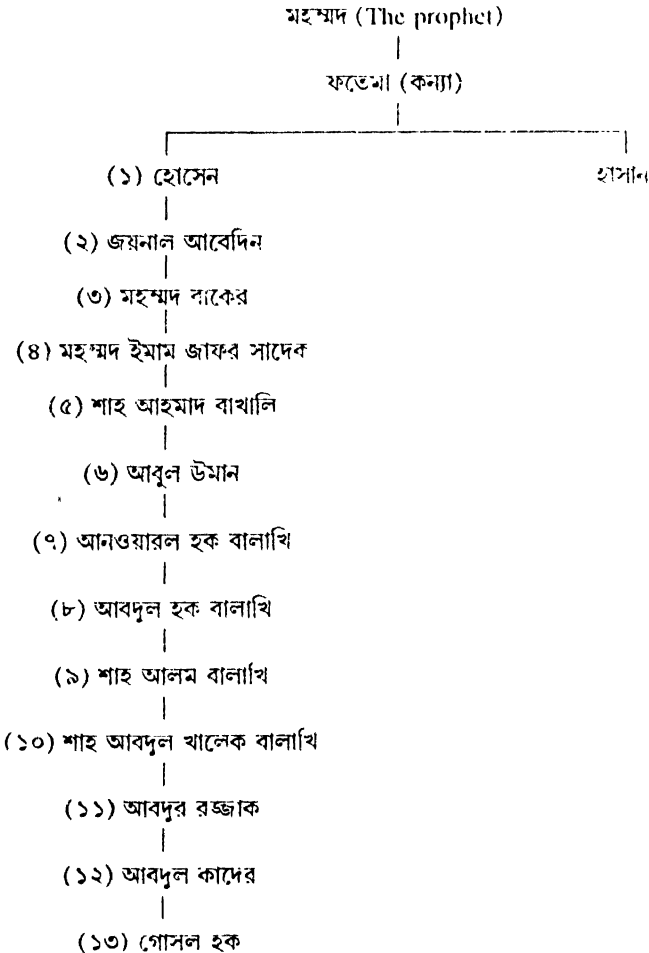 মহম্মদ (The prophet)
ফতেমা (কন্যা)
(১) হোসেন হাসান
(২) জয়নাল আবেদিন
(৩) মহম্মদ বাকের
(৪) মহম্মদ ইমাম জাফর সাদেক
(৫) শাহ আহমাদ বাখালি
(৬) আবুল উমান
(৭) আনওয়ারল হক বালাখি
(৮) আবদুল হক বালাখি
(৯) শাহ আলম বালাখি
(১০) শাহ আবদুল খালেক বালাখি
(১১) আবদুর রজ্জাক
(১২) আবদুল কাদের
(১৩) গোসল হক